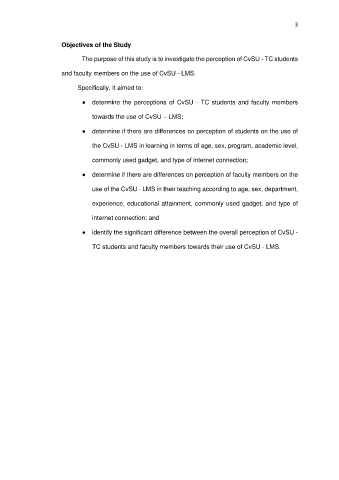 3
Objectives of the Study
The purpose of this study is to investigate the perception of CvSU - TC students
and faculty members on the use of CvSU - LMS.
Specifically, it aimed to:
• determine the perceptions of CvSU - TC students and faculty members
towards the use of CvSU – LMS;
• determine if there are differences on perception of students on the use of
the CvSU - LMS in learning in terms of age, sex, program, academic level,
commonly used gadget, and type of internet connection;
• determine if there are differences on perception of faculty members on the
use of the CvSU - LMS in their teaching according to age, sex, department,
experience, educational attainment, commonly used gadget, and type of
internet connection; and
• identify the significant difference between the overall perception of CvSU -
TC students and faculty members towards their use of CvSU - LMS.